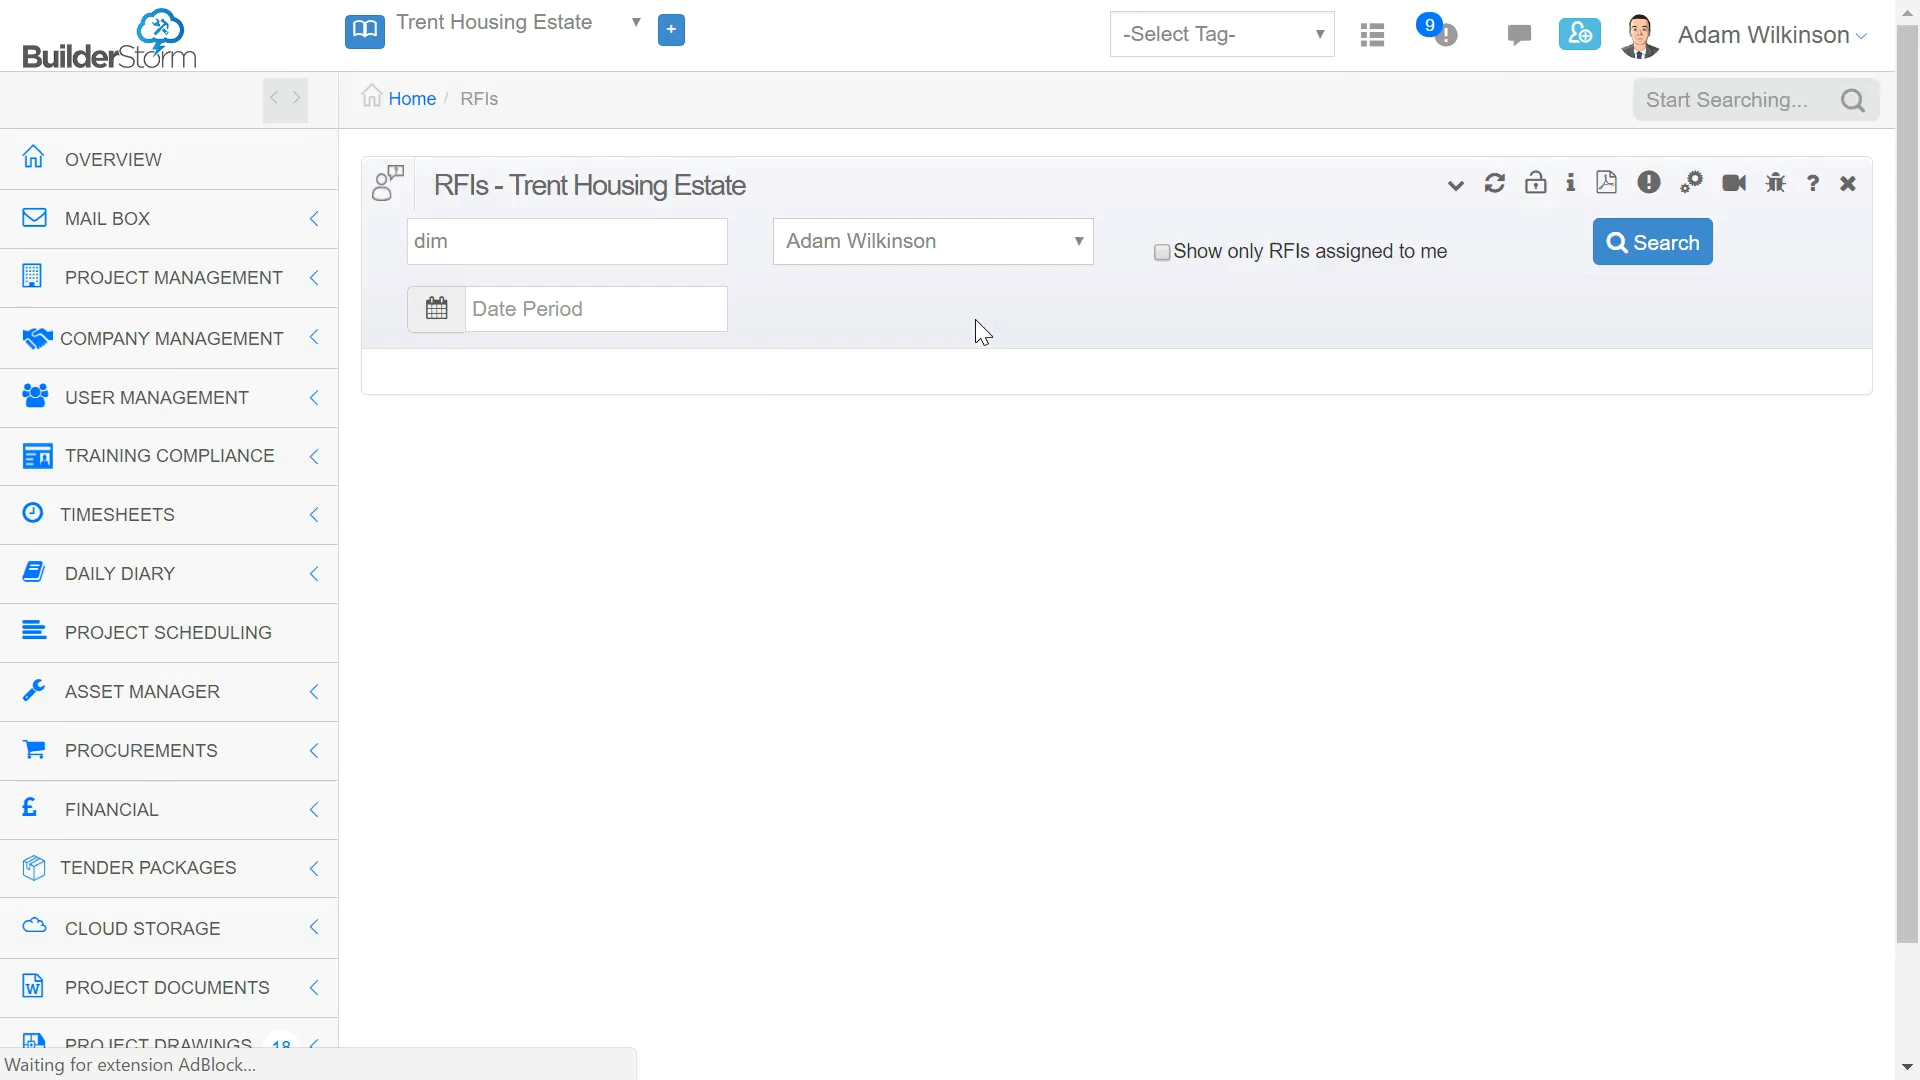 BuilderStorm
Trent Housing Estate
+
-Select Tag-
9
Adam Wilkinson
Home / RFIs
Start Searching...
OVERVIEW
MAIL BOX
PROJECT MANAGEMENT
COMPANY MANAGEMENT
USER MANAGEMENT
TRAINING COMPLIANCE
TIMESHEETS
DAILY DIARY
PROJECT SCHEDULING
ASSET MANAGER
PROCUREMENTS
FINANCIAL
TENDER PACKAGES
CLOUD STORAGE
PROJECT DOCUMENTS
PROJECT DRAWINGS 18
RFIs - Trent Housing Estate
dim
Adam Wilkinson
Show only RFIs assigned to me
Search
Date Period
Waiting for extension AdBlock...